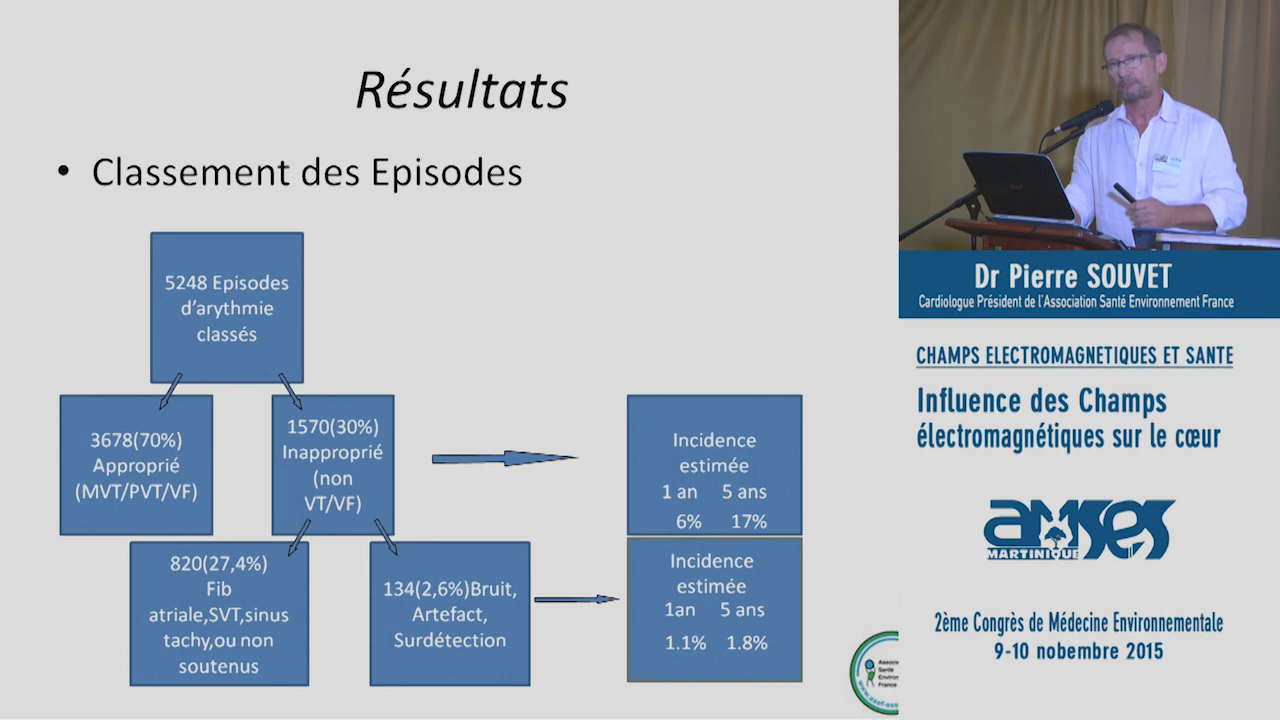 Résultats
• Classement des Episodes
5248 Episodes
d’arythmie
classés
3678(70%)
Approprié
(MVT/PVT/VF)
1570(30%)
Inapproprié
(non
VT/VF)
Incidence
estimée
1 an 5 ans
6% 17%
820(27,4%)
Fib
atriale,SVT,sinus
tachy,ou non
soutenus
134(2,6%)Bruit,
Artefact,
Surdétection
Incidence
estimée
1an 5 ans
1.1% 1.8%
Dr Pierre SOUVET
Cardiologue Président de l'Association Santé Environnement France
CHAMPS ELECTROMAGNETIQUES ET SANTE
Influence des Champs
électromagnétiques sur le cœur
AMSES
MARTINIQUE
2ème Congrès de Médecine Environnementale
9-10 nobembre 2015
Santé
France